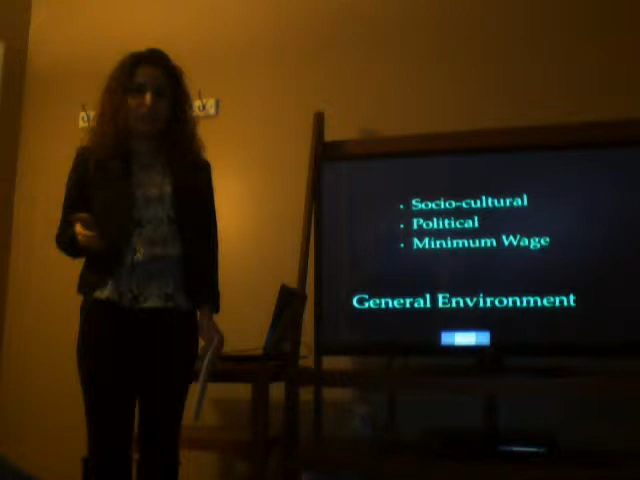 · Socio-cultural
· Political
· Minimum Wage
General Environment